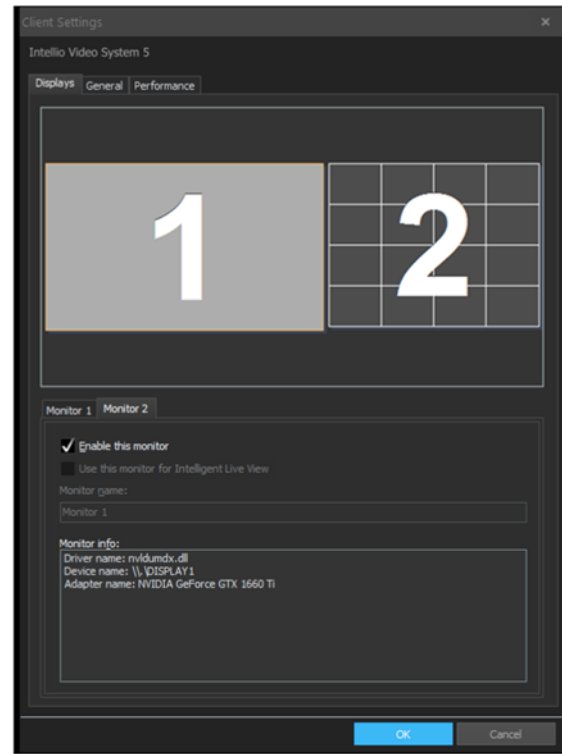 Client Settings
Intellio Video System 5
Displays General Performance
1 2
Monitor 1 Monitor 2
Enable this monitor
Use this monitor for Intelligent Live View
Monitor name:
Monitor 1
Monitor info:
Driver name: nvldumdx.dll
Device name: \\.\DISPLAY1
Adapter name: NVIDIA GeForce GTX 1660 Ti
OK Cancel